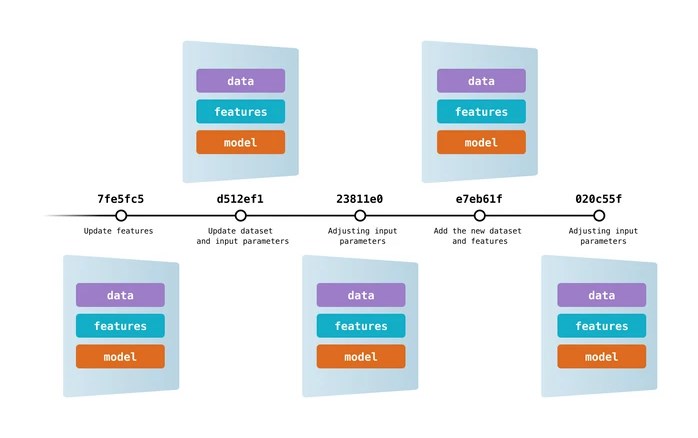 data
data
features
features
model
model
7fe5fc5
d512ef1
23811e0
e7eb61f
020c55f
Update features
Update dataset
and input parameters
Adjusting input
parameters
Add the new dataset
and features
Adjusting input
parameters
data
data
data
features
features
features
model
model
model